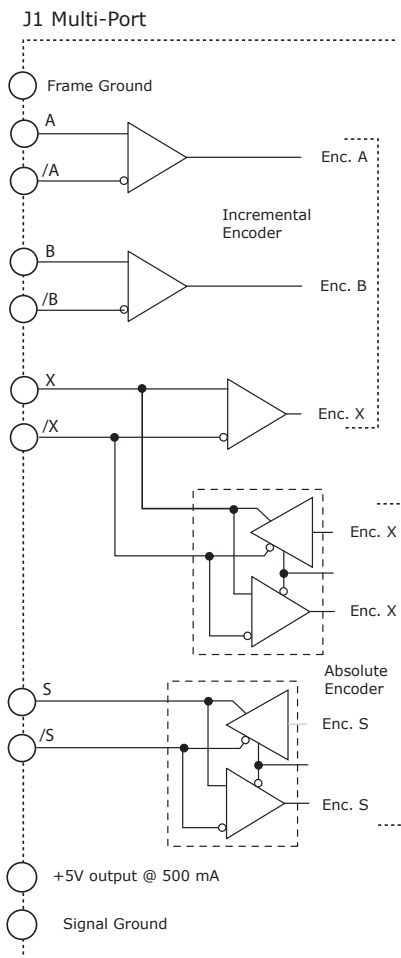 J1 Multi-Port
Frame Ground
A
/A
Enc. A
Incremental
Encoder
B
/B
Enc. B
X
/X
Enc. X
Enc. X
Enc. X
Absolute
Encoder
S
/S
Enc. S
Enc. S
+5V output @ 500 mA
Signal Ground